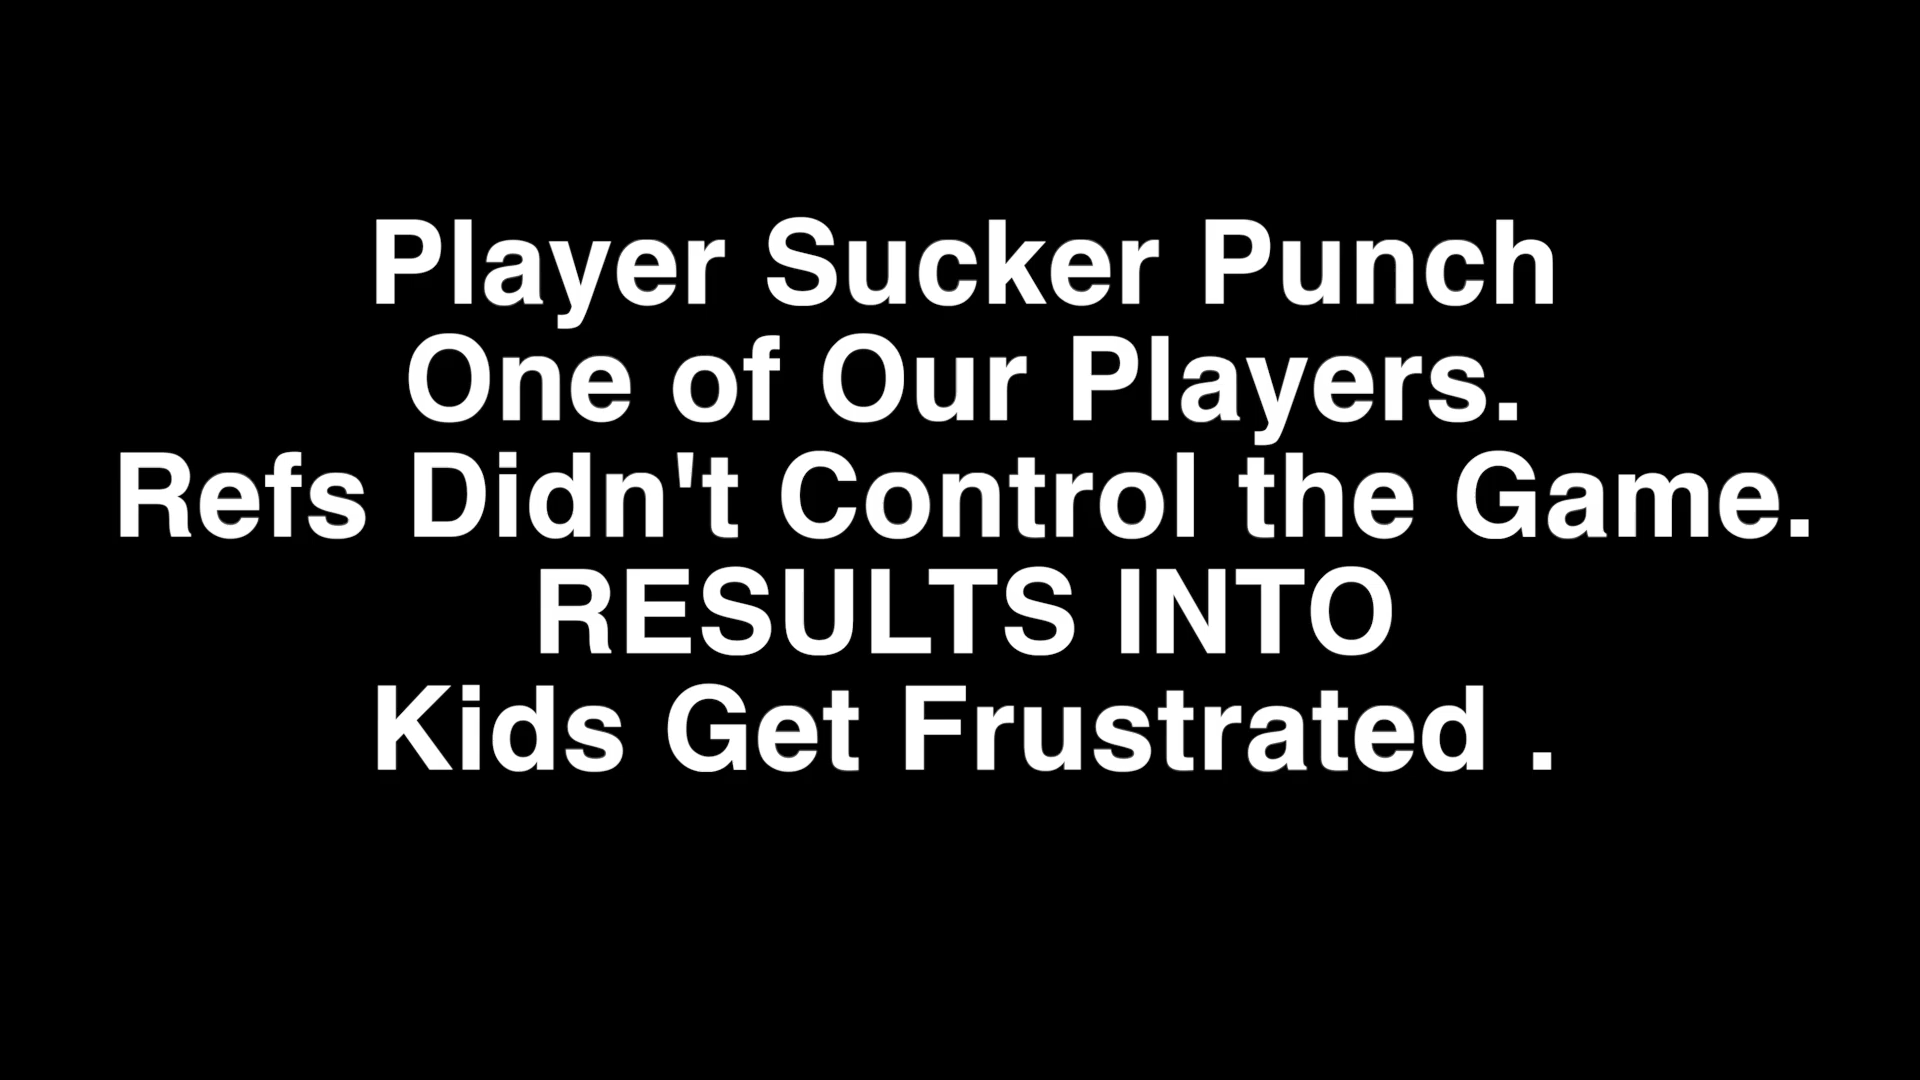 Player Sucker Punch
One of Our Players.
Refs Didn't Control the Game.
RESULTS INTO
Kids Get Frustrated .